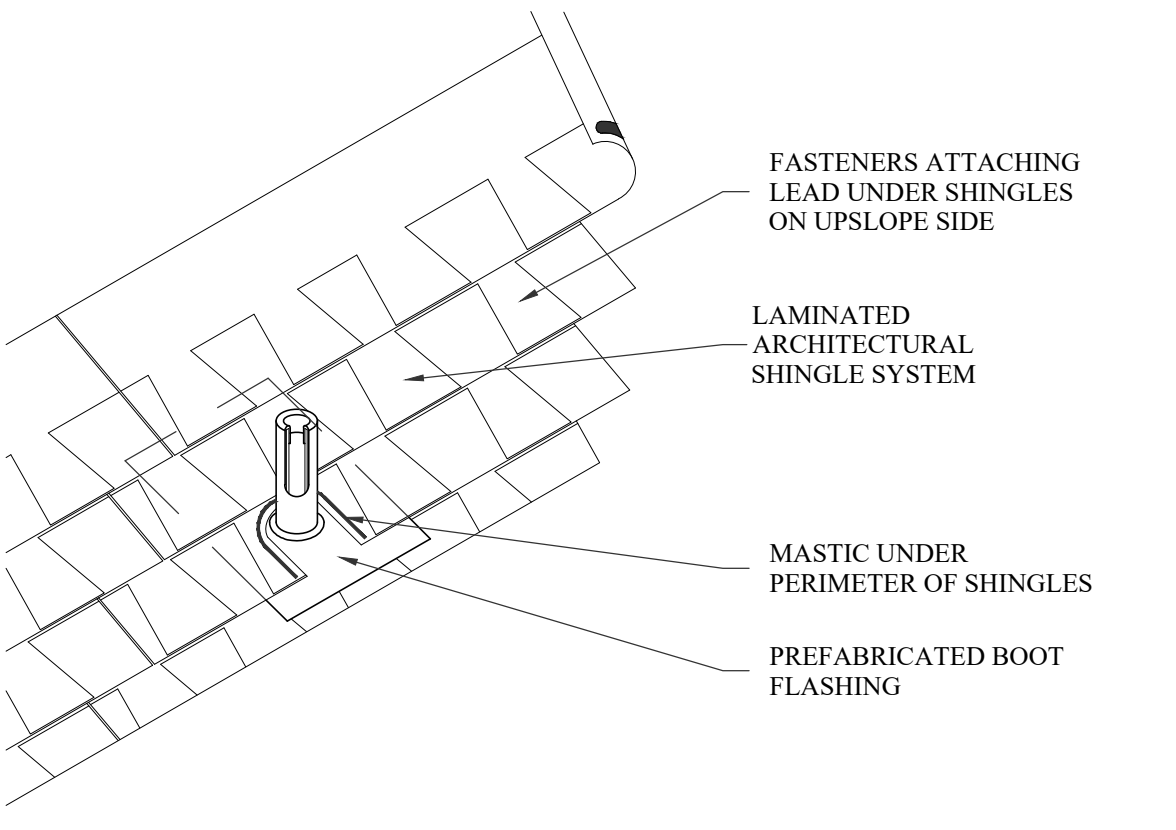 FASTENERS ATTACHING
LEAD UNDER SHINGLES
ON UPSLOPE SIDE
LAMINATED
ARCHITECTURAL
SHINGLE SYSTEM
MASTIC UNDER
PERIMETER OF SHINGLES
PREFABRICATED BOOT
FLASHING